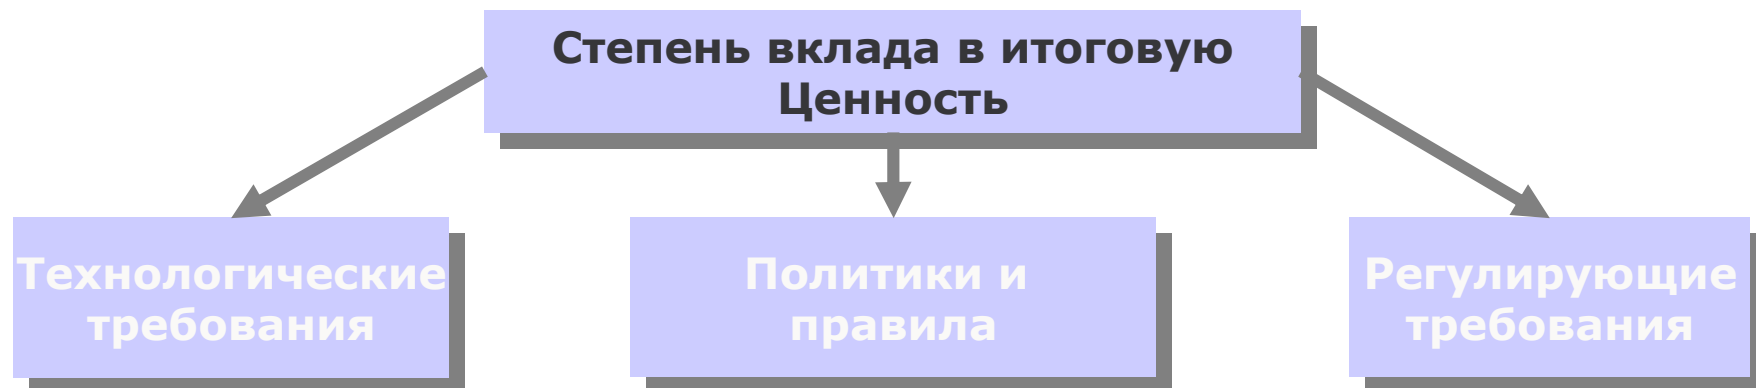 Степень вклада в итоговую
Ценность
Технологические
требования
Политики и
правила
Регулирующие
требования